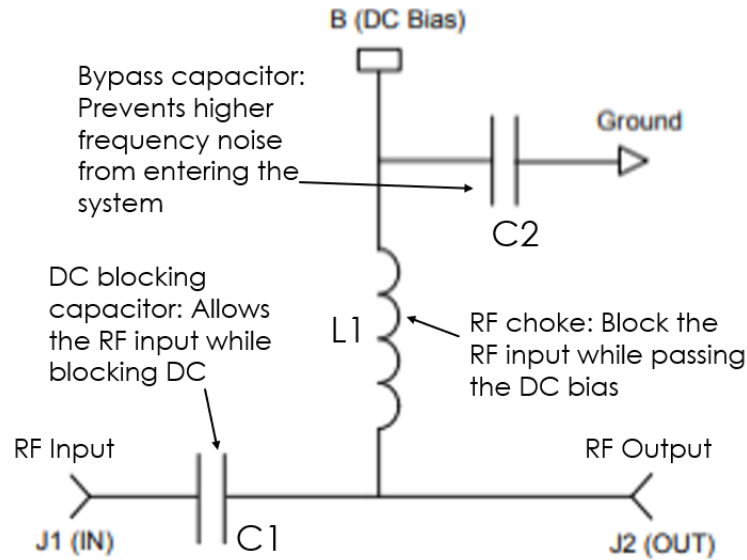 B (DC Bias)
Bypass capacitor:
Prevents higher
frequency noise
from entering the
system
Ground
C2
DC blocking
capacitor: Allows
the RF input while
blocking DC
L1
RF choke: Block the
RF input while passing
the DC bias
RF Input
RF Output
J1 (IN)
C1
J2 (OUT)